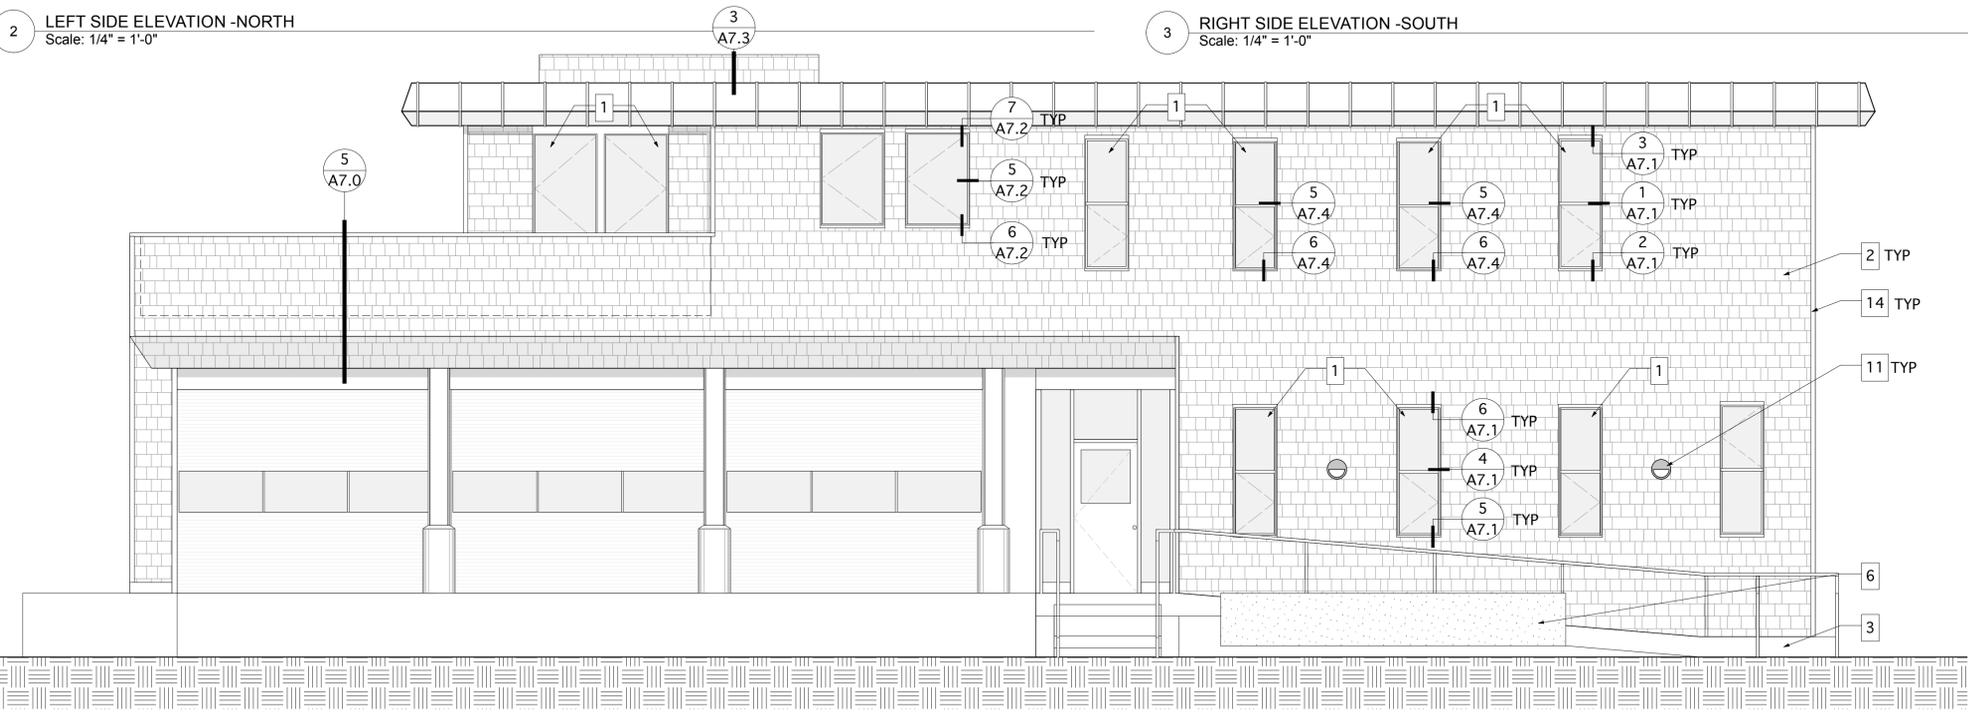 2
LEFT SIDE ELEVATION -NORTH
Scale: 1/4" = 1'-0"
3
A7.3
3
RIGHT SIDE ELEVATION -SOUTH
Scale: 1/4" = 1'-0"
1
7
A7.2
TYP
1
1
5
A7.0
5
A7.2
TYP
6
A7.2
TYP
5
A7.4
6
A7.4
5
A7.4
6
A7.4
3
A7.1
TYP
1
A7.1
TYP
2
A7.1
TYP
2 TYP
14 TYP
11 TYP
1
1
6
A7.1
TYP
4
A7.1
TYP
5
A7.1
TYP
6
3